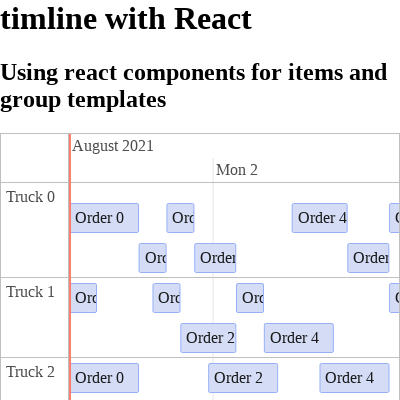 timline with React
Using react components for items and
group templates
August 2021
Mon 2
Truck 0
Order 0
Orc
Order 4
Orc
Order
Order
Truck 1
Orc
Orc
Orc
Order 2
Order 4
Truck 2
Order 0
Order 2
Order 4